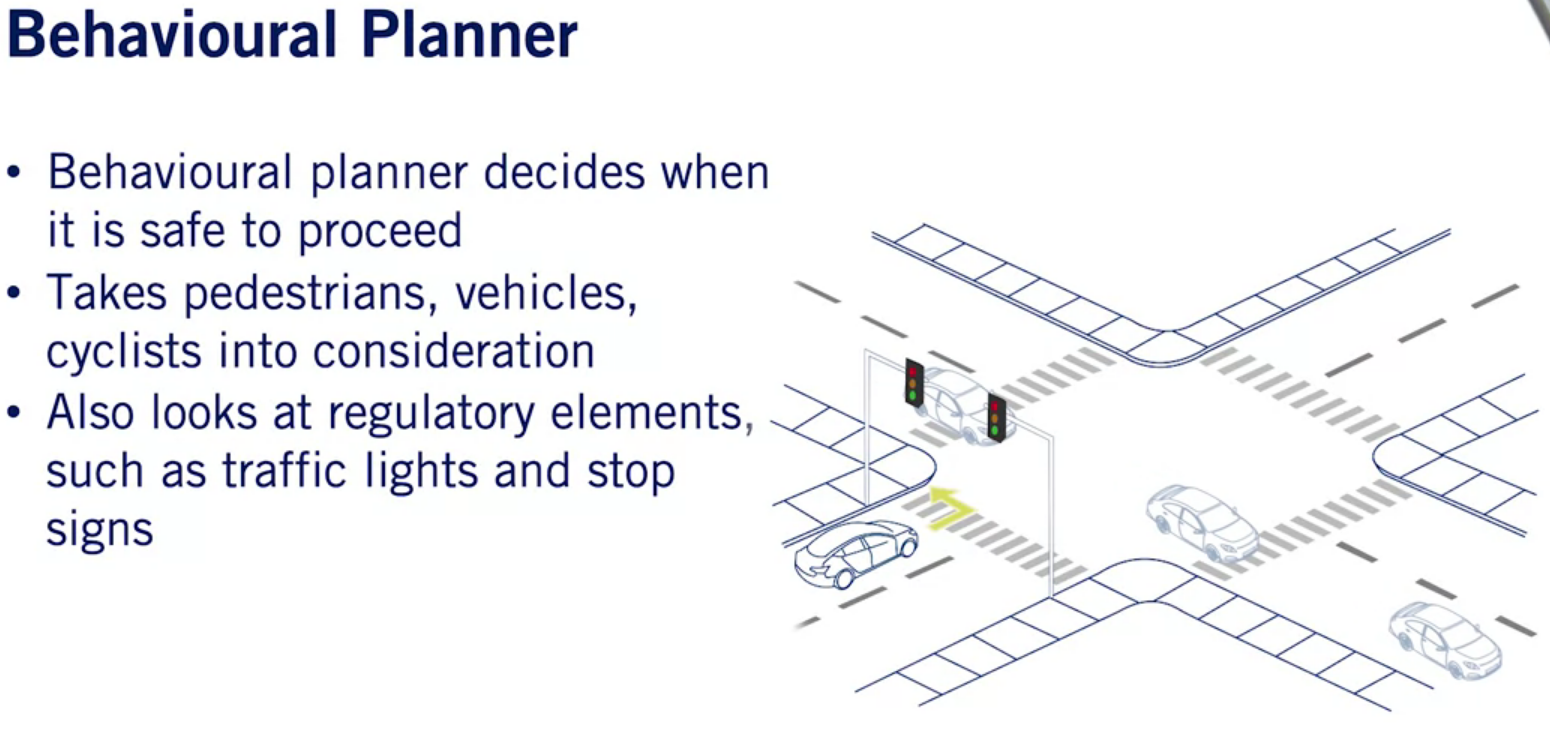 Behavioural Planner
• Behavioural planner decides when
it is safe to proceed
• Takes pedestrians, vehicles,
cyclists into consideration
• Also looks at regulatory elements,
such as traffic lights and stop
signs